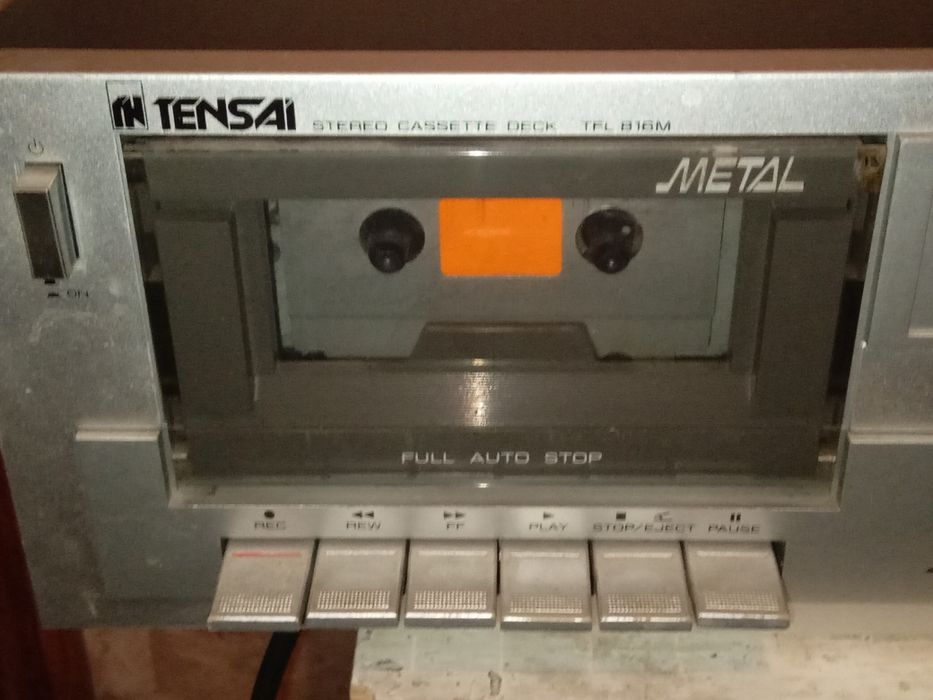 TENSAI STEREO CASSETTE DECK TFL 816M
METAL
ON
FULL AUTO STOP
REC REW FF PLAY STOP/EJECT PAUSE